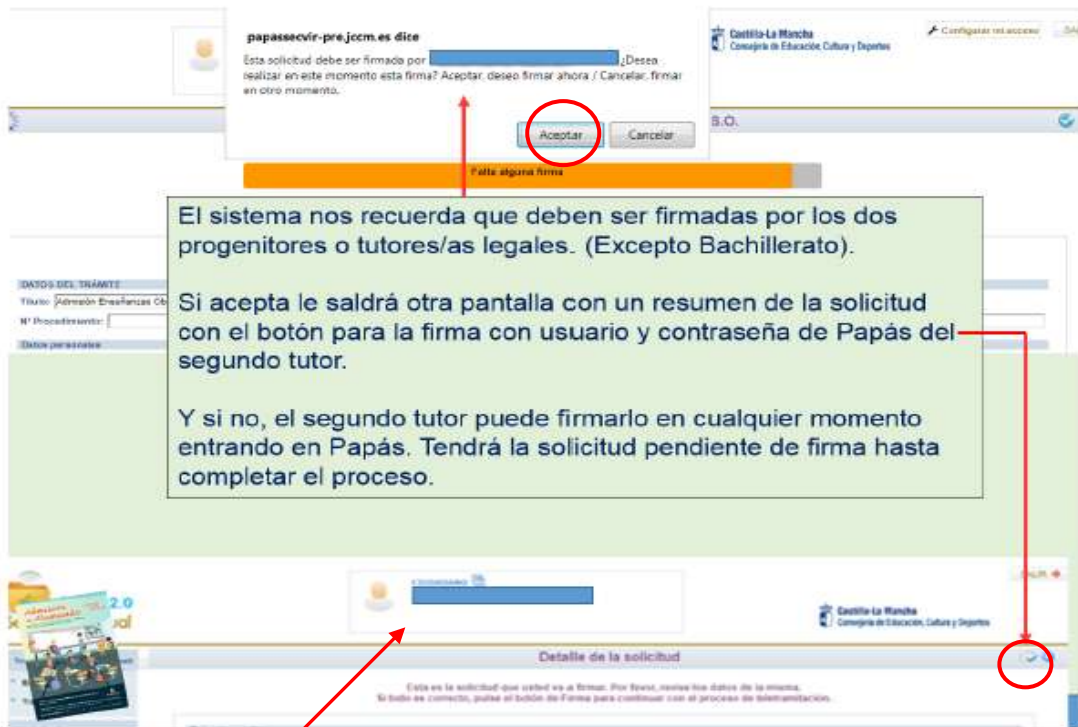 papassecvir-pre.jccm.es dice
Esta solicitud debe ser firmada por ¿Desea
realizar en este momento esta firma? Aceptar, deseo firmar ahora / Cancelar, firmar
en otro momento.
Aceptar Cancelar
Castilla-La Mancha
Consejería de Educación, Cultura y Deportes
Configurar mi acceso
S.O.
Falta alguna firma
El sistema nos recuerda que deben ser firmadas por los dos
progenitores o tutores/as legales. (Excepto Bachillerato).
Si acepta le saldrá otra pantalla con un resumen de la solicitud
con el botón para la firma con usuario y contraseña de Papás del
segundo tutor.
Y si no, el segundo tutor puede firmarlo en cualquier momento
entrando en Papás. Tendrá la solicitud pendiente de firma hasta
completar el proceso.
DATOS DEL TRÁMITE
Título: Admisión Enseñanzas Ob
Nº Procedimiento:
Datos personales
CIUDADANO
2.0
Castilla-La Mancha
Consejería de Educación, Cultura y Deportes
Detalle de la solicitud
Esta es la solicitud que usted va a firmar. Por favor, revise los datos de la misma.
Si todo es correcto, pulse el botón de Firma para continuar con el proceso de teletramitación.